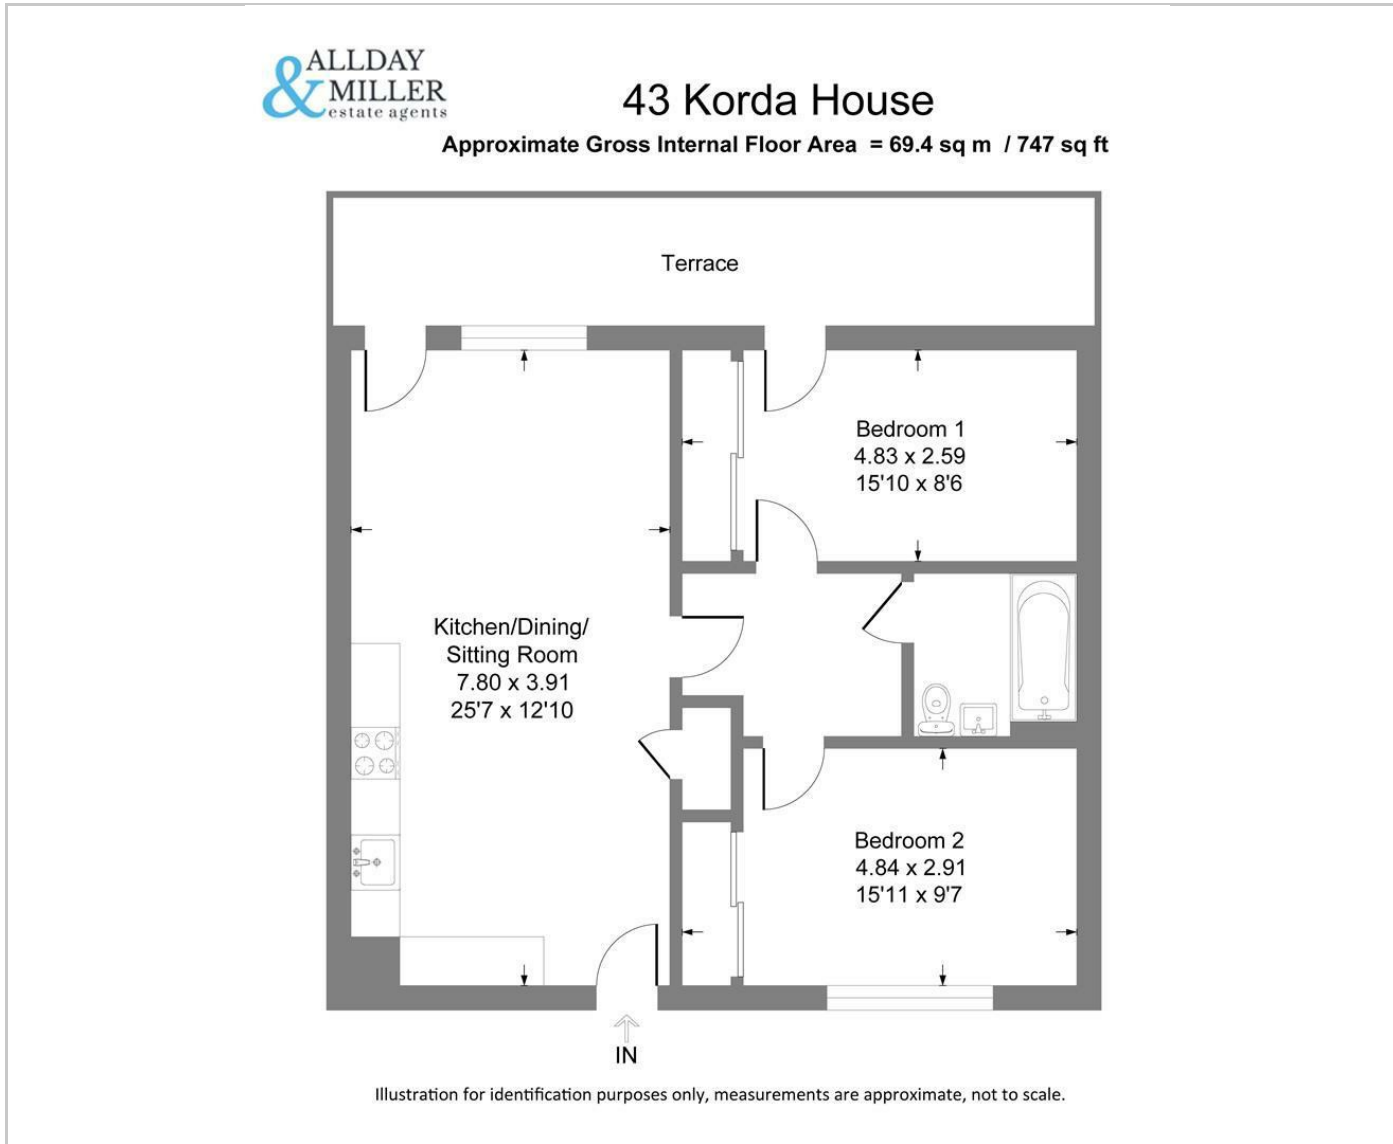 ALLDAY
& MILLER
estate agents
43 Korda House
Approximate Gross Internal Floor Area = 69.4 sq m / 747 sq ft
Terrace
Bedroom 1
4.83 x 2.59
15'10 x 8'6
Kitchen/Dining/
Sitting Room
7.80 x 3.91
25'7 x 12'10
Bedroom 2
4.84 x 2.91
15'11 x 9'7
IN
Illustration for identification purposes only, measurements are approximate, not to scale.